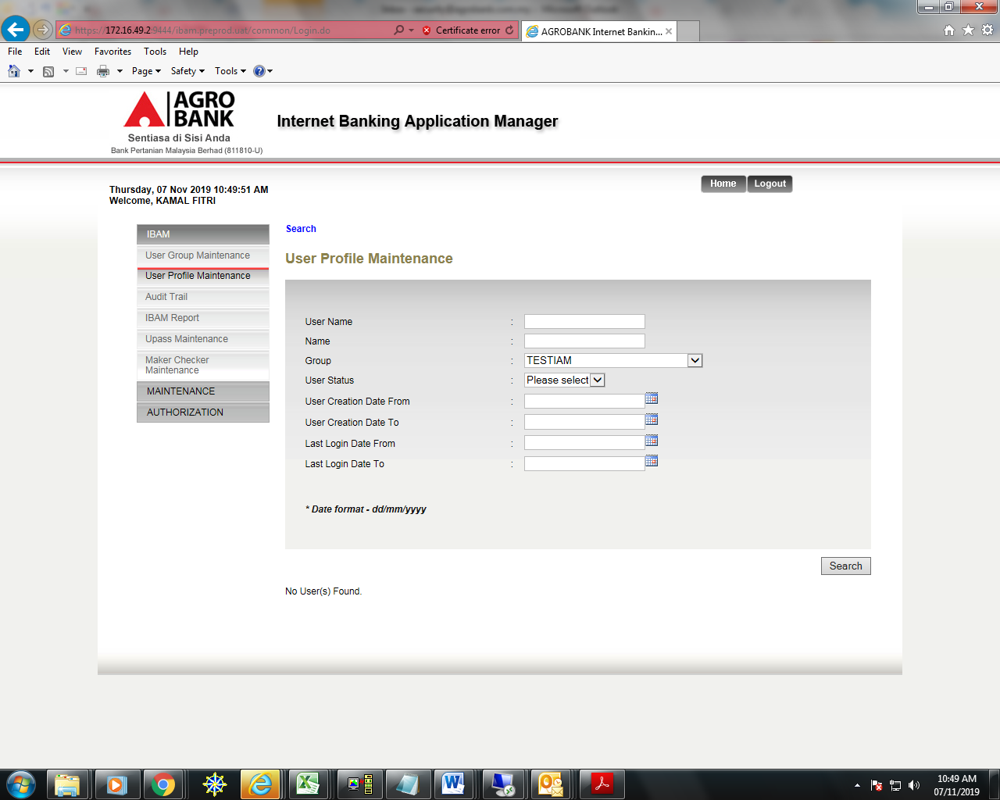 https://172.16.49.2:9444/ibam.preprod.uat/common/Login.do
Certificate error
AGROBANK Internet Bankin...
File Edit View Favorites Tools Help
Page Safety Tools
AGRO
BANK
Sentiasa di Sisi Anda
Bank Pertanian Malaysia Berhad (811810-U)
Internet Banking Application Manager
Home Logout
Thursday, 07 Nov 2019 10:49:51 AM
Welcome, KAMAL FITRI
IBAM
User Group Maintenance
User Profile Maintenance
Audit Trail
IBAM Report
Upass Maintenance
Maker Checker
Maintenance
MAINTENANCE
AUTHORIZATION
Search
User Profile Maintenance
User Name :
Name :
Group : TESTIAM
User Status : Please select
User Creation Date From :
User Creation Date To :
Last Login Date From :
Last Login Date To :
* Date format - dd/mm/yyyy
Search
No User(s) Found.
10:49 AM
07/11/2019